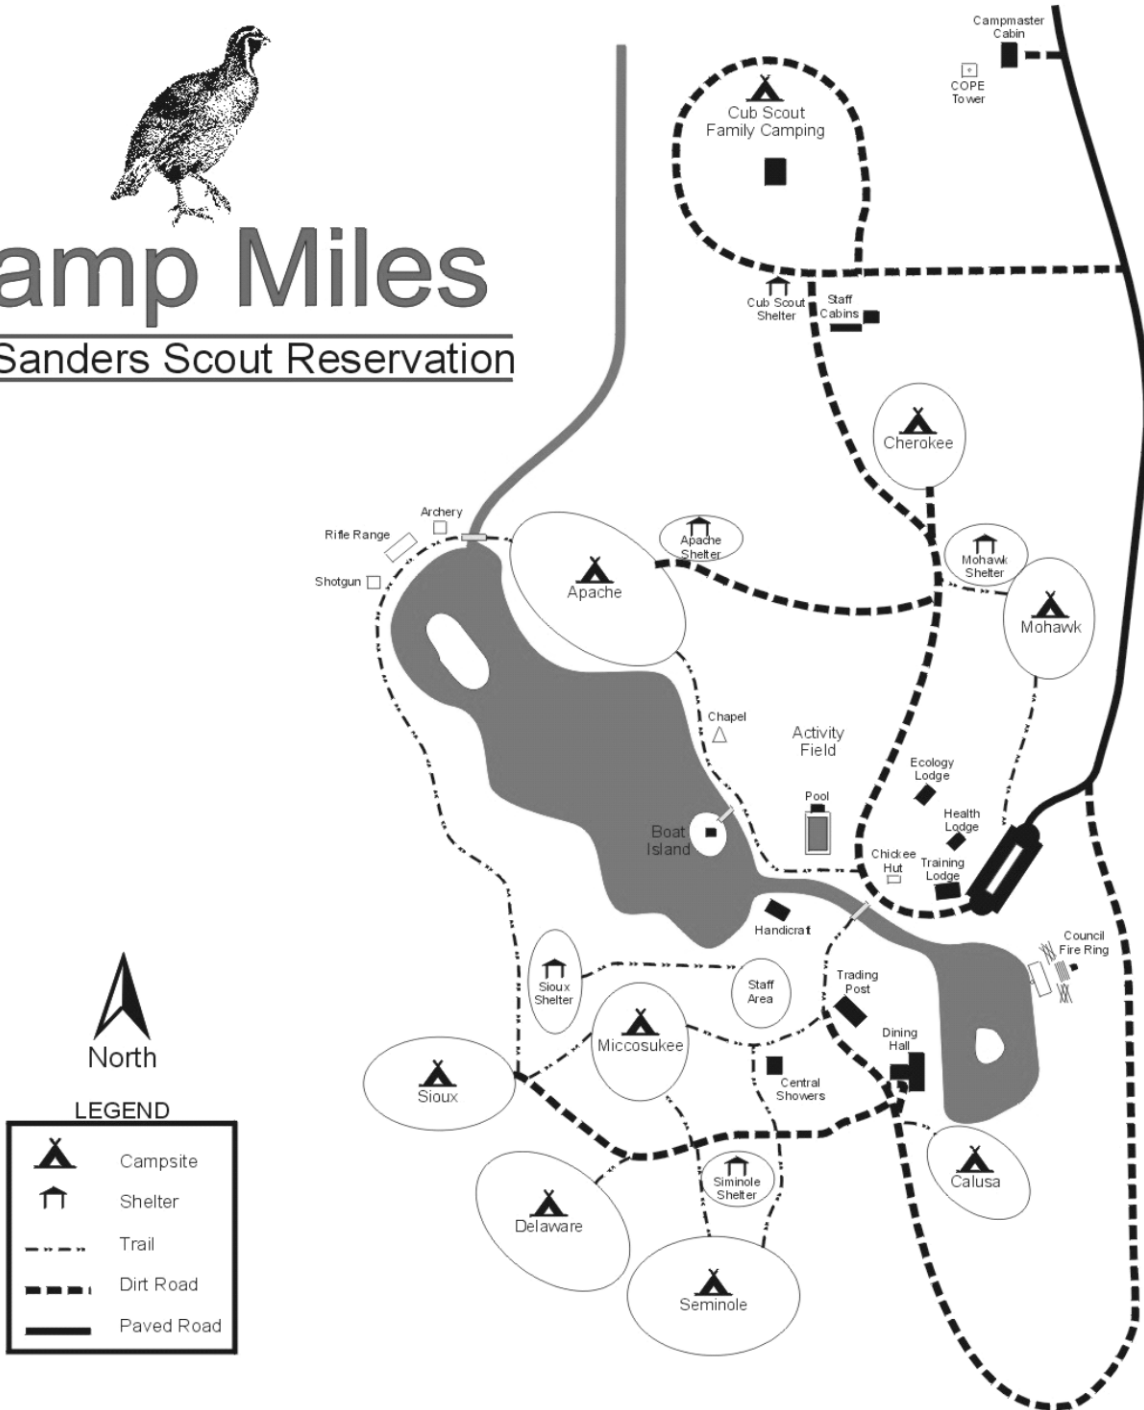 amp Miles
Sanders Scout Reservation
Campmaster
Cabin
COPE
Tower
Cub Scout
Family Camping
Cub Scout
Shelter
Staff
Cabins
Cherokee
Archery
Rifle Range
Shotgun
Apache
Shelter
Apache
Mohawk
Shelter
Mohawk
Chapel
Activity
Field
Pool
Ecology
Lodge
Health
Lodge
Boat
Island
Chickee
Hut
Training
Lodge
Handicraft
Council
Fire Ring
Sioux
Shelter
Staff
Area
Trading
Post
Miccosukee
Dining
Hall
Central
Showers
Sioux
Siminole
Shelter
Calusa
Delaware
Seminole
North
LEGEND
Campsite
Shelter
Trail
Dirt Road
Paved Road